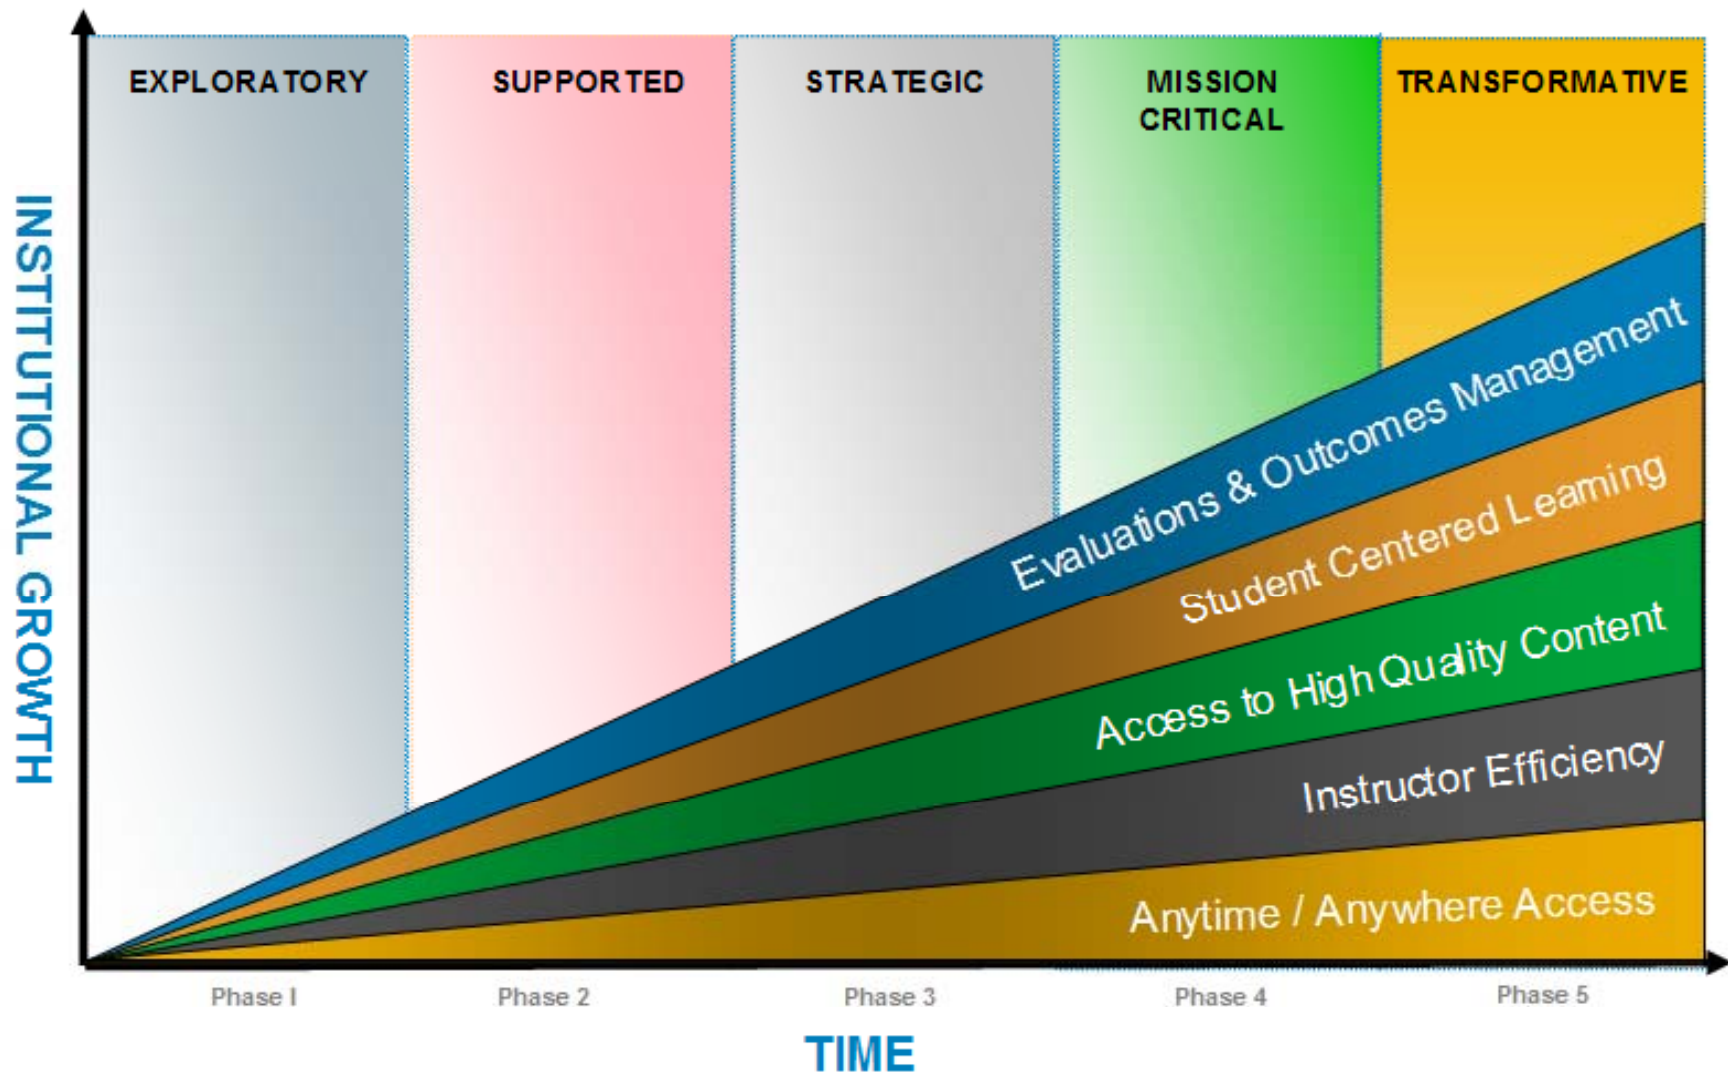 EXPLORATORY
SUPPORTED
STRATEGIC
MISSION
CRITICAL
TRANSFORMATIVE
INSTITUTIONAL GROWTH
Evaluations & Outcomes Management
Student Centered Learning
Access to High Quality Content
Instructor Efficiency
Anytime / Anywhere Access
Phase I
Phase 2
Phase 3
Phase 4
Phase 5
TIME